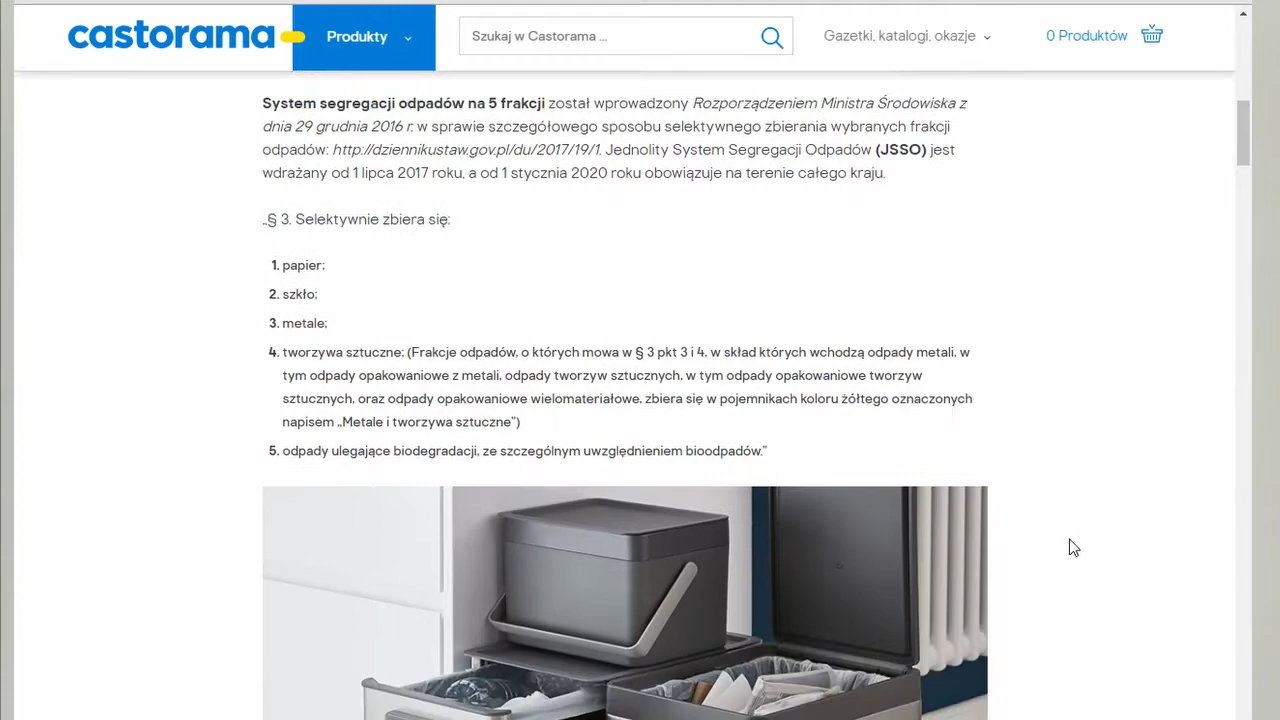 castorama
Produkty
Szukaj w Castorama ...
Gazetki, katalogi, okazje
0 Produktów
System segregacji odpadów na 5 frakcji został wprowadzony Rozporządzeniem Ministra Środowiska z
dnia 29 grudnia 2016 r. w sprawie szczegółowego sposobu selektywnego zbierania wybranych frakcji
odpadów: http://dziennikustaw.gov.pl/du/2017/19/1. Jednolity System Segregacji Odpadów (JSSO) jest
wdrażany od 1 lipca 2017 roku, a od 1 stycznia 2020 roku obowiązuje na terenie całego kraju.
„§ 3. Selektywnie zbiera się:
1. papier;
2. szkło;
3. metale;
4. tworzywa sztuczne; (Frakcje odpadów, o których mowa w § 3 pkt 3 i 4, w skład których wchodzą odpady metali, w
tym odpady opakowaniowe z metali, odpady tworzyw sztucznych, w tym odpady opakowaniowe tworzyw
sztucznych, oraz odpady opakowaniowe wielomateriałowe, zbiera się w pojemnikach koloru żółtego oznaczonych
napisem „Metale i tworzywa sztuczne”)
5. odpady ulegające biodegradacji, ze szczególnym uwzględnieniem bioodpadów.”